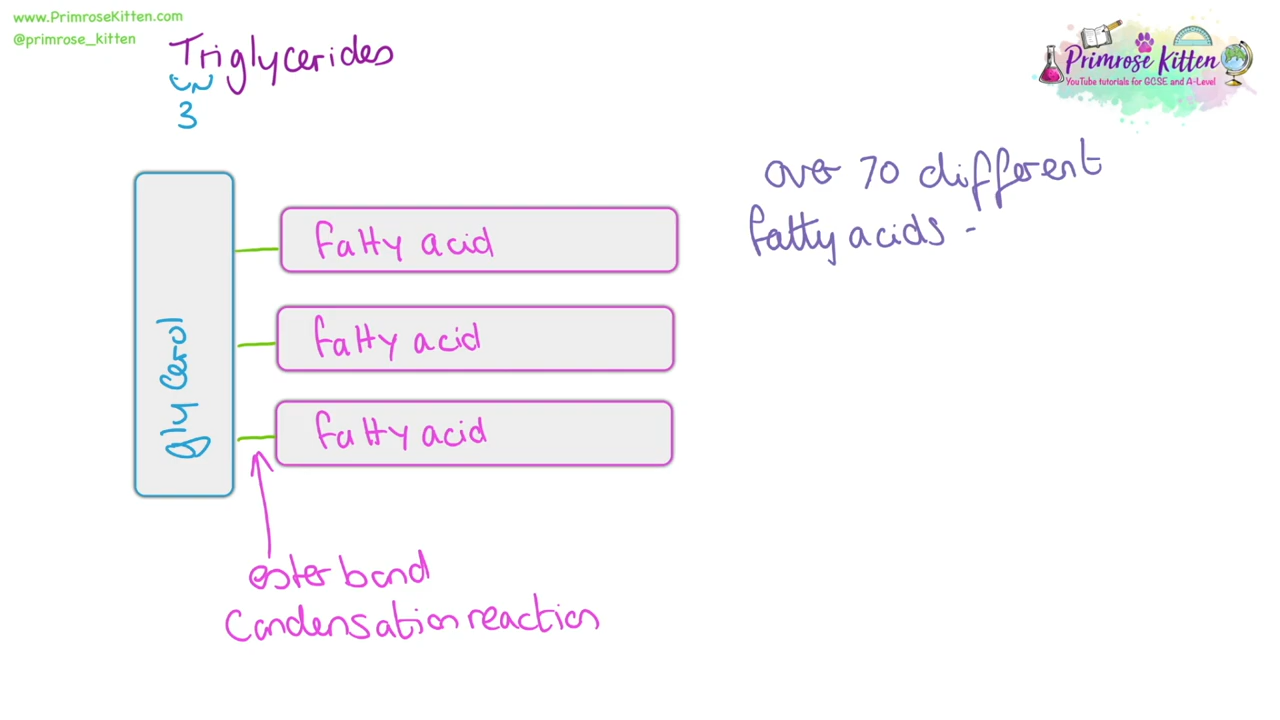 www.PrimroseKitten.com
@primrose_kitten
Triglycerides
3
Primrose Kitten
YouTube tutorials for GCSE and A-Level
over 70 different
fatty acids -
glycerol
fatty acid
fatty acid
fatty acid
ester bond
Condensation reaction